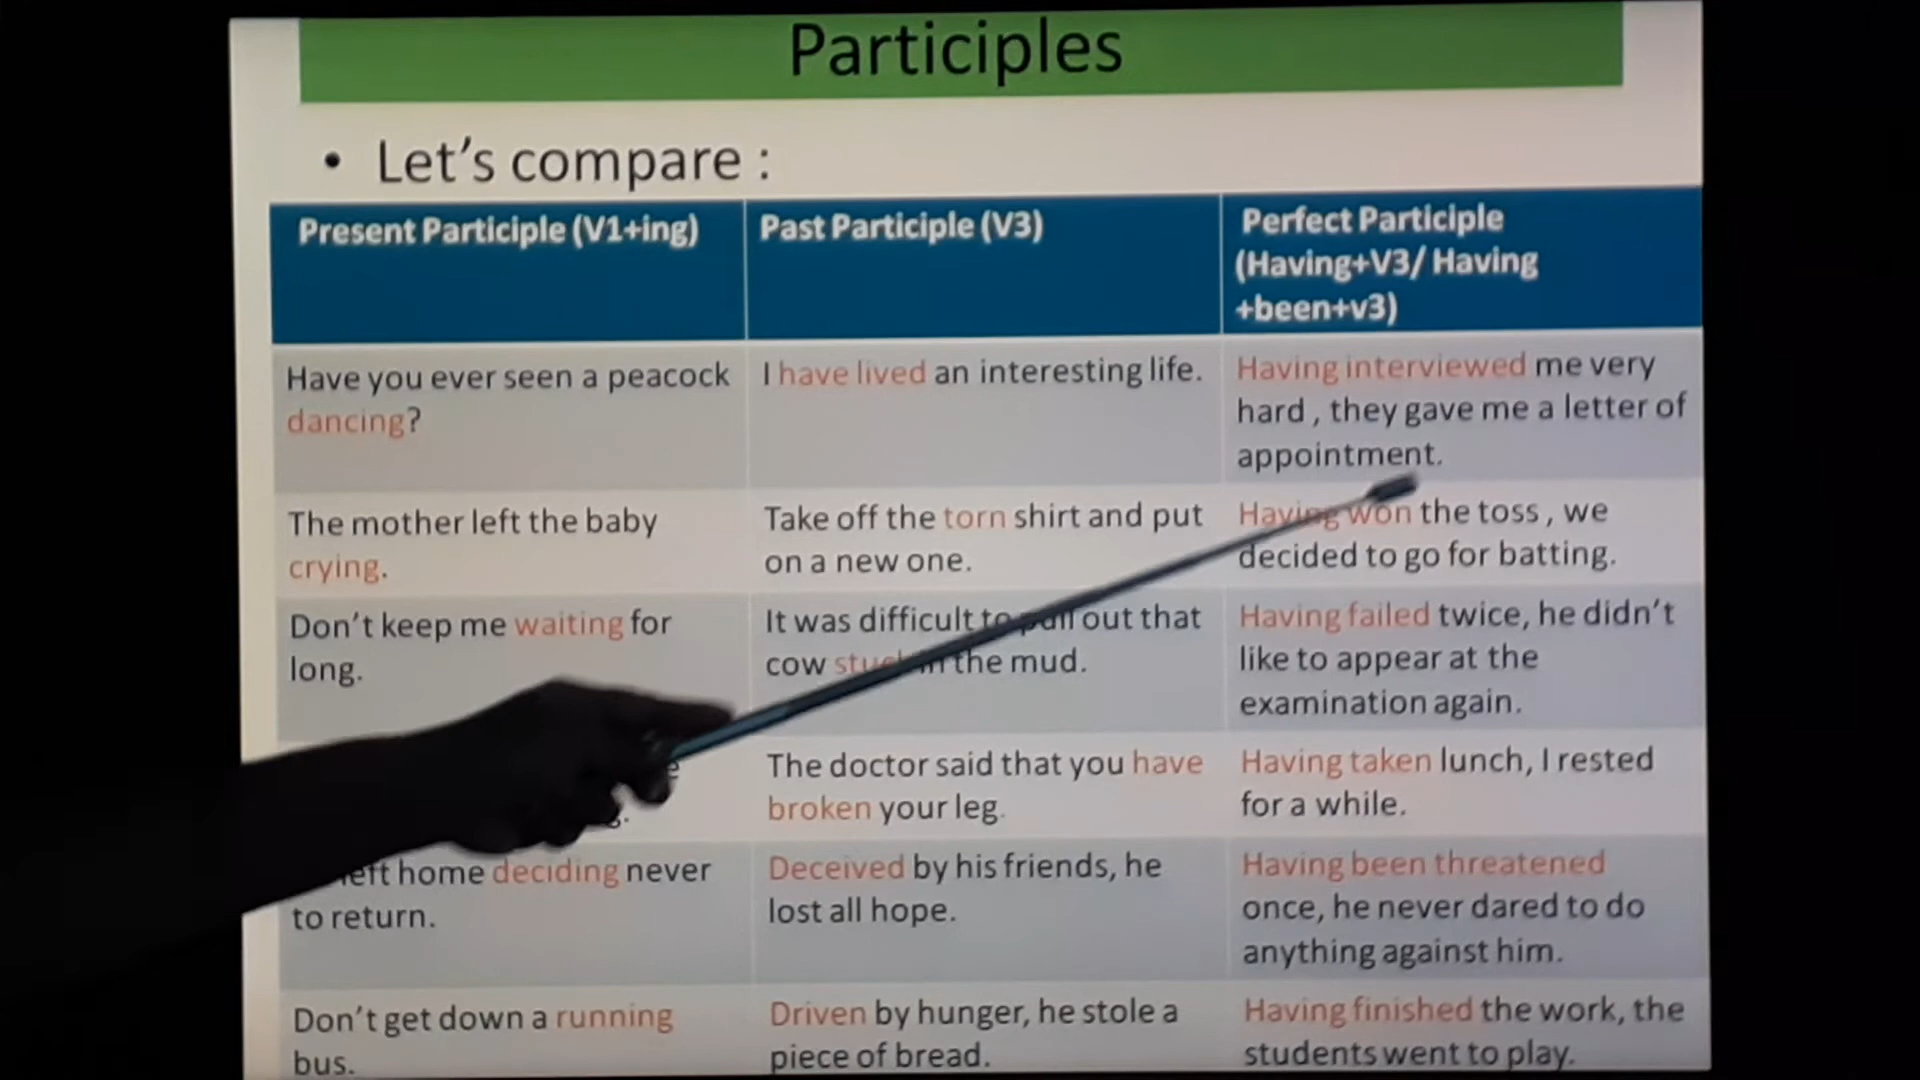 Participles
• Let's compare :
Present Participle (V1+ing)
Past Participle (V3)
Perfect Participle
(Having+V3/ Having
+been+v3)
Have you ever seen a peacock
dancing?
I have lived an interesting life.
Having interviewed me very
hard , they gave me a letter of
appointment.
The mother left the baby
crying.
Take off the torn shirt and put
on a new one.
Having won the toss , we
decided to go for batting.
Don't keep me waiting for
long.
It was difficult to pull out that
cow stuck in the mud.
Having failed twice, he didn't
like to appear at the
examination again.
The doctor said that you have
broken your leg.
Having taken lunch, I rested
for a while.
left home deciding never
to return.
Deceived by his friends, he
lost all hope.
Having been threatened
once, he never dared to do
anything against him.
Don't get down a running
bus.
Driven by hunger, he stole a
piece of bread.
Having finished the work, the
students went to play.